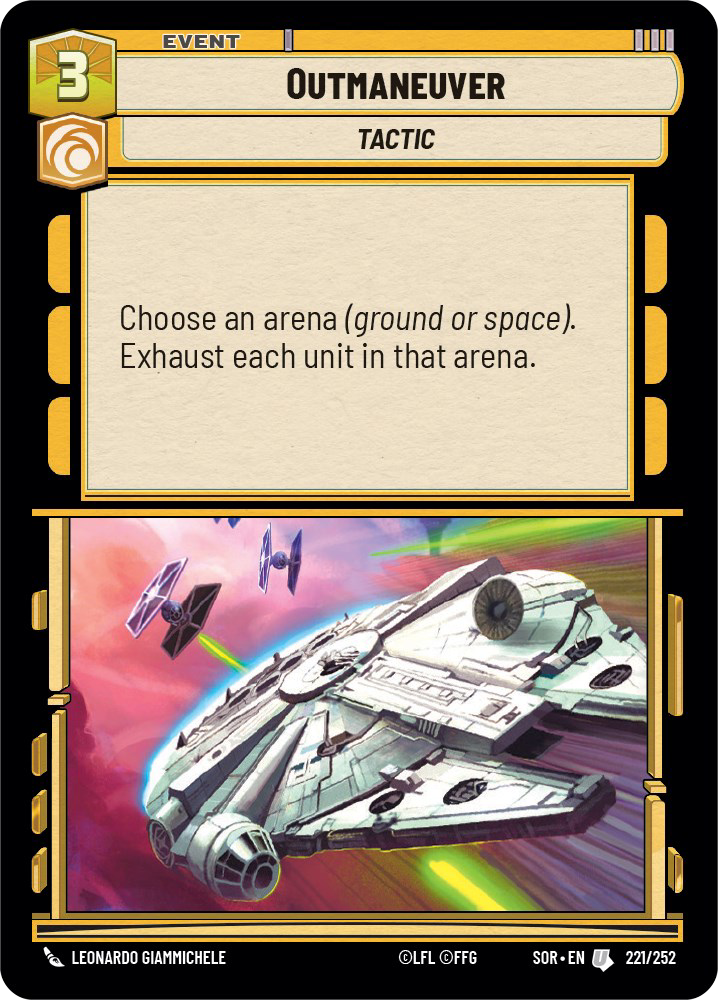 EVENT
3
OUTMANEUVER
TACTIC
Choose an arena (ground or space).
Exhaust each unit in that arena.
LEONARDO GIAMMICHELE ©LFL ©FFG SOR • EN U 221/252